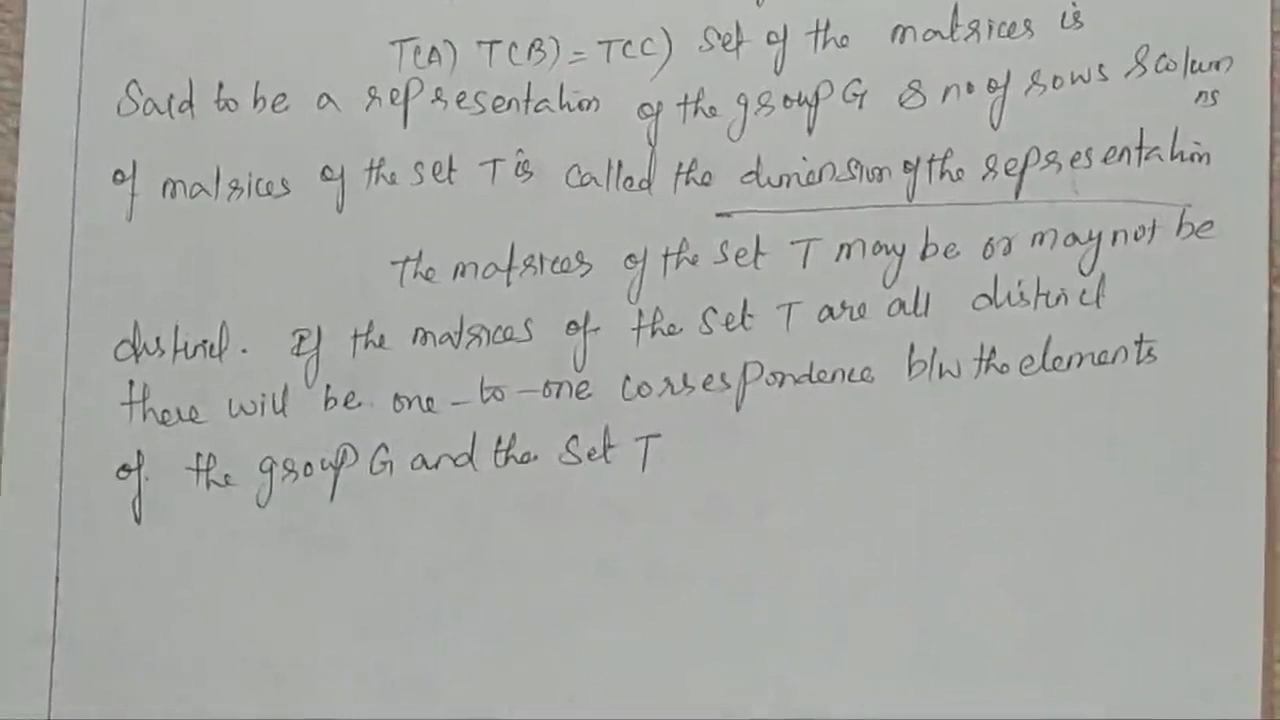 T(A) T(B) = T(C) Set of the matrices is
Said to be a representation of the group G & no of rows & colum
ns
of matrices of the set T is called the dimension of the representation
The matrices of the set T may be or may not be
distinct. If the matrices of the set T are all distinct
there will be one-to-one correspondence b/w the elements
of the group G and the set T